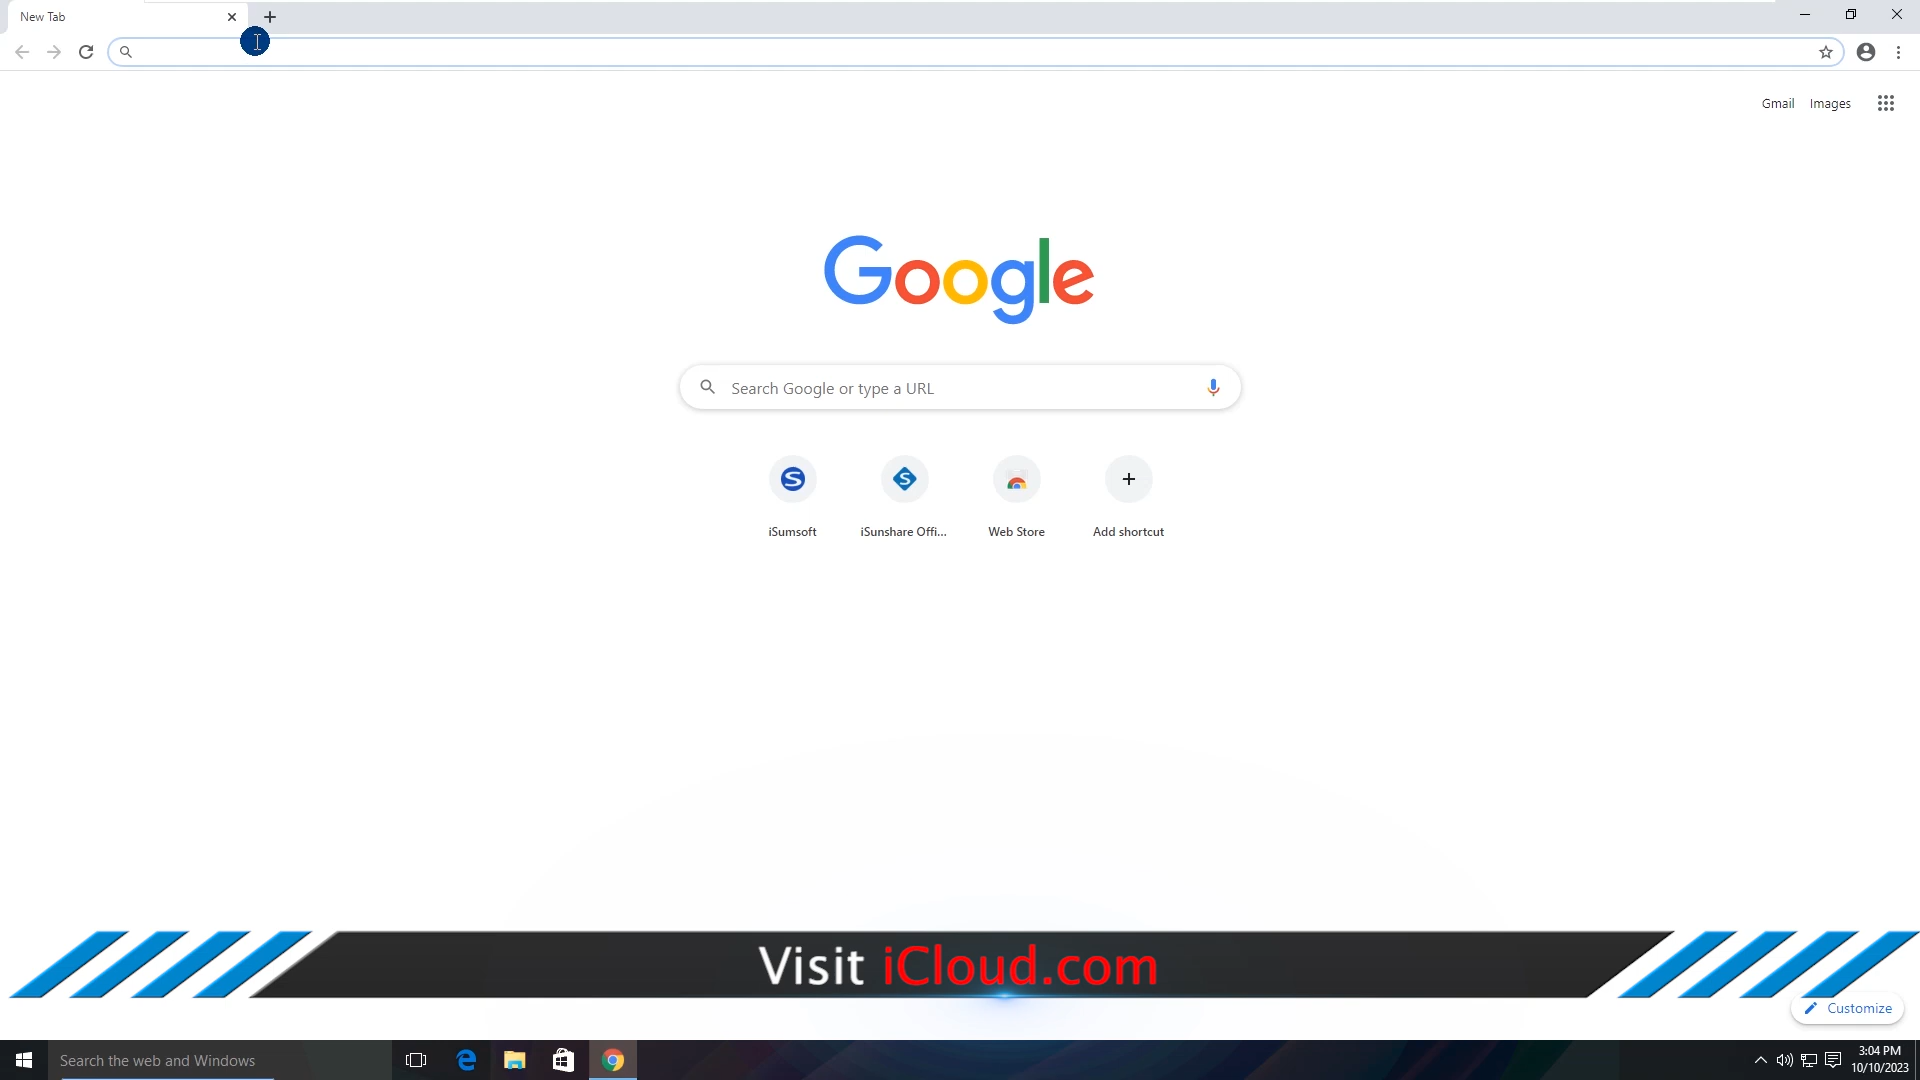 New Tab
Gmail Images
Google
Search Google or type a URL
iSumsoft
iSunshare Offi...
Web Store
Add shortcut
Visit iCloud.com
Customize
Search the web and Windows
3:04 PM
10/10/2023